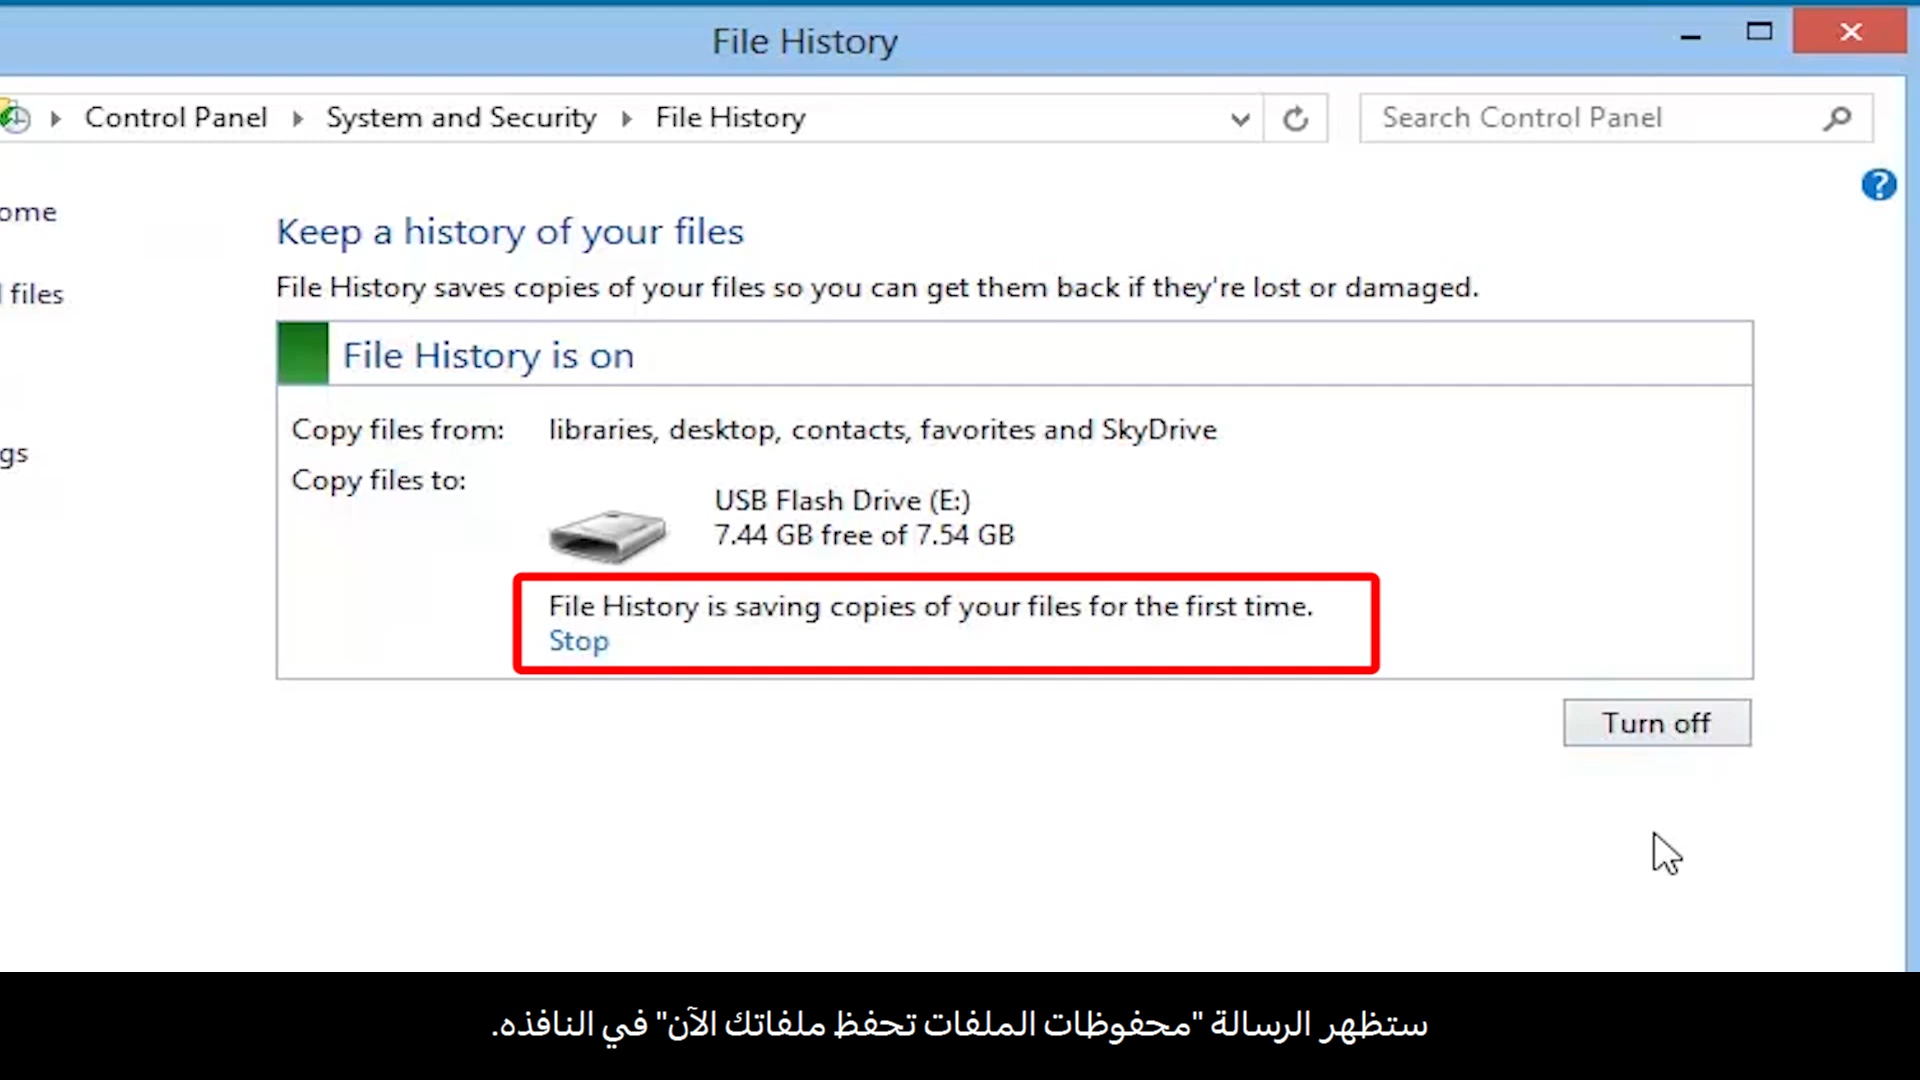 File History
Control Panel
System and Security
File History
Search Control Panel
ome
files
gs
Keep a history of your files
File History saves copies of your files so you can get them back if they're lost or damaged.
File History is on
Copy files from: libraries, desktop, contacts, favorites and SkyDrive
Copy files to:
USB Flash Drive (E:)
7.44 GB free of 7.54 GB
File History is saving copies of your files for the first time.
Stop
Turn off
ستظهر الرسالة "محفوظات الملفات تحفظ ملفاتك الآن" في النافذه.